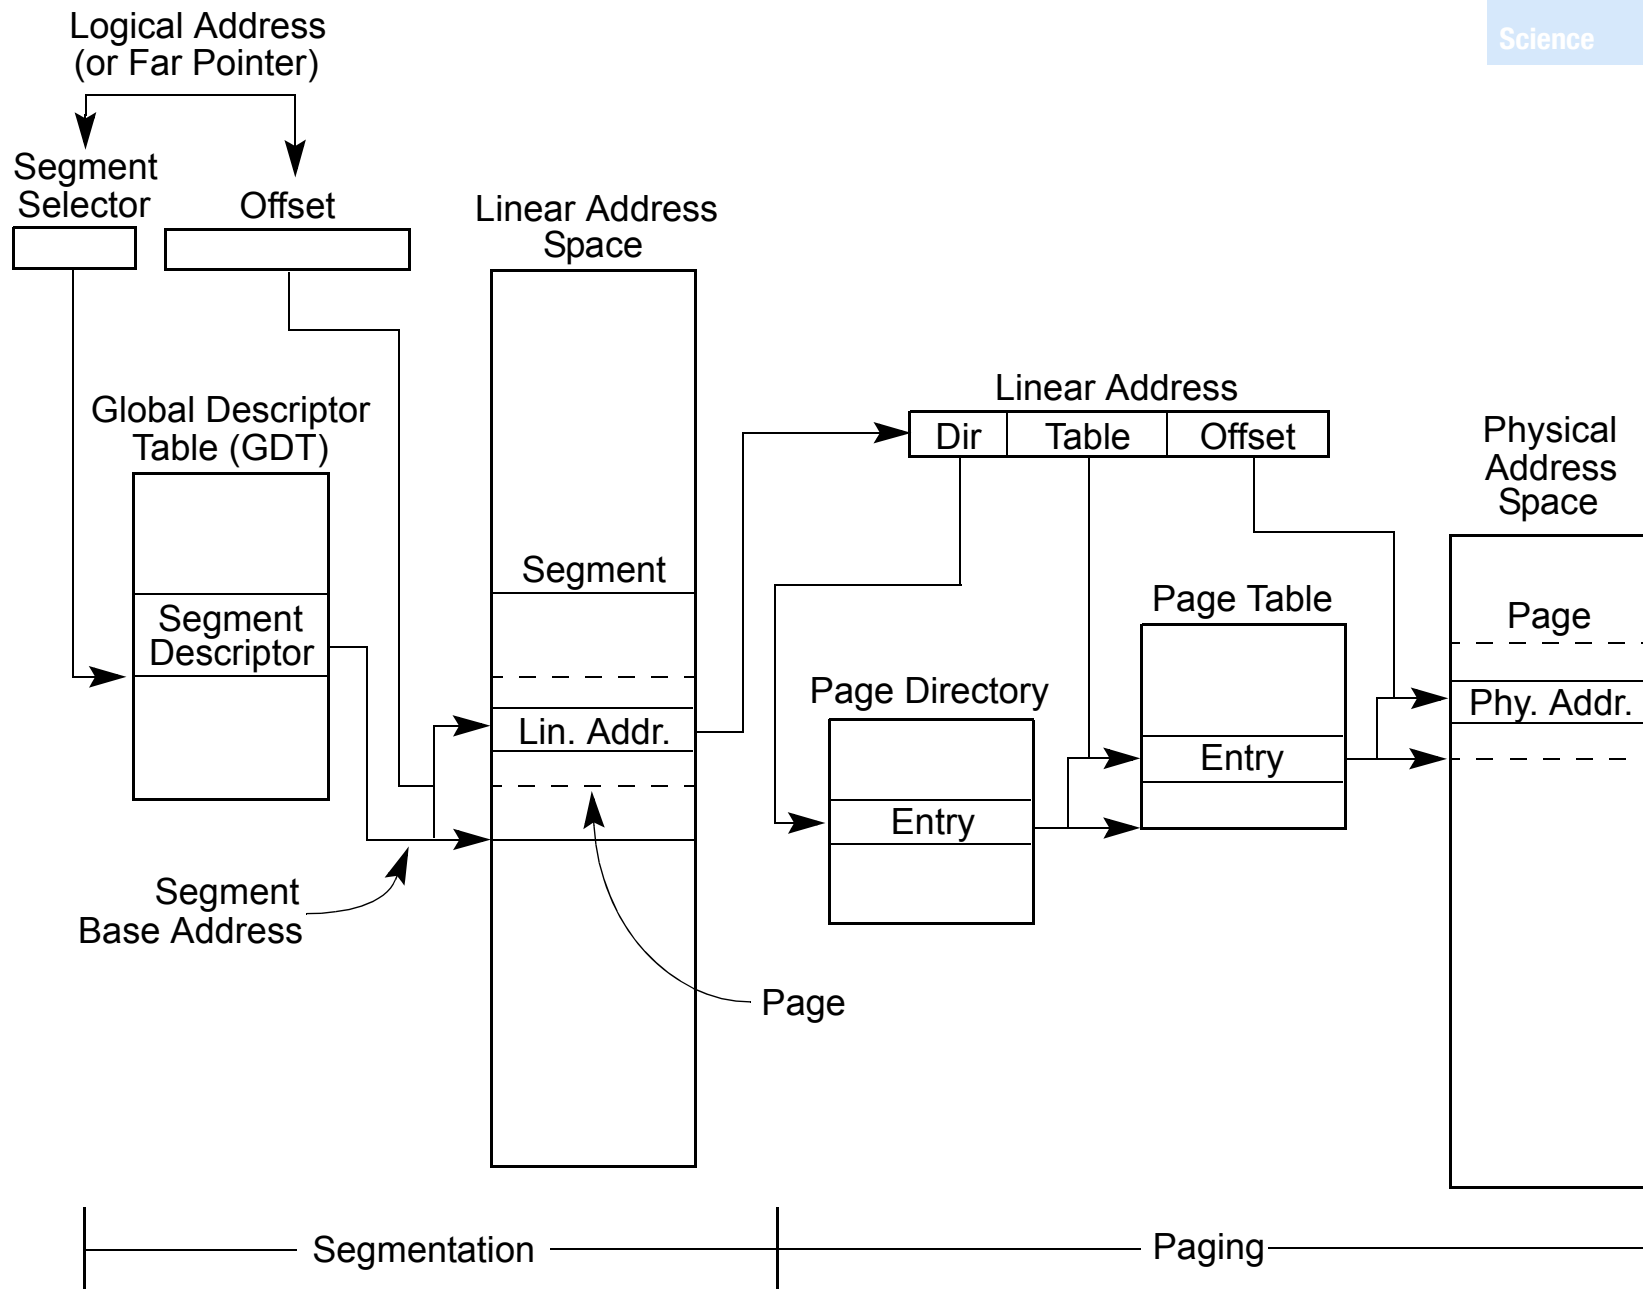 Science
Logical Address
(or Far Pointer)
Segment
Selector
Offset
Linear Address
Space
Global Descriptor
Table (GDT)
Segment
Descriptor
Segment
Lin. Addr.
Segment
Base Address
Page
Linear Address
Dir Table Offset
Page Directory
Entry
Page Table
Entry
Physical
Address
Space
Page
Phy. Addr.
Segmentation
Paging